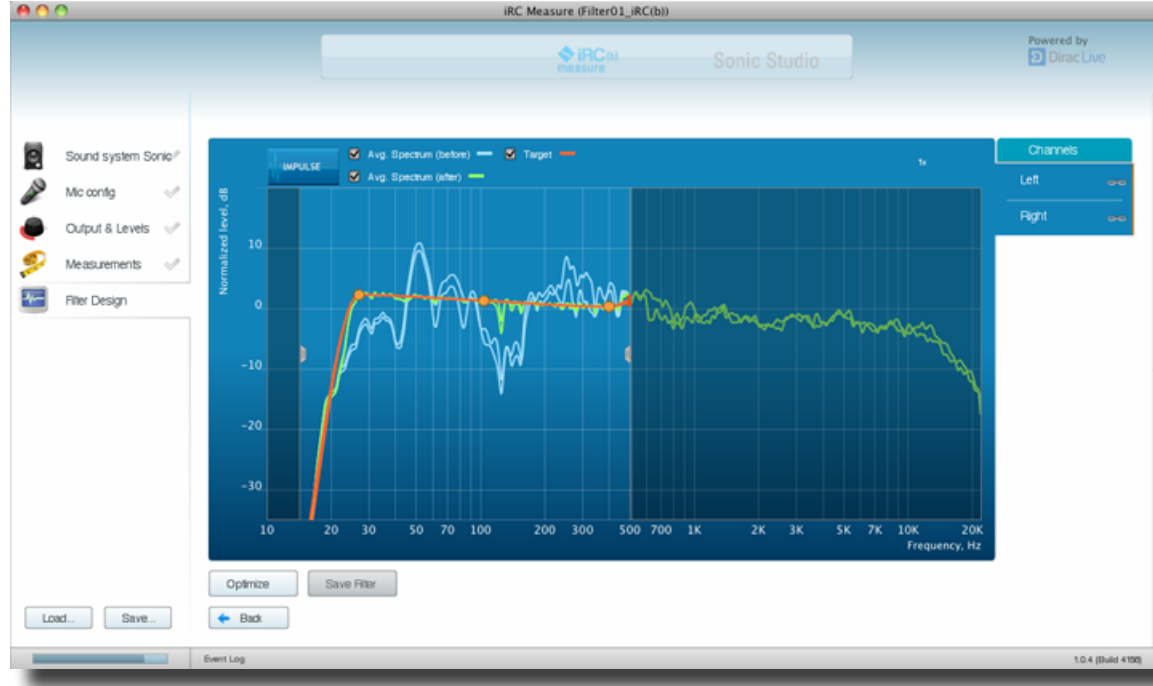 iRC Measure (Filter01_iRC(b))
iRC(b)
measure
Sonic Studio
Powered by
Dirac Live
Sound system Sonic
Mic config
Output & Levels
Measurements
Filter Design
IMPULSE
Avg. Spectrum (before)
Target
Avg. Spectrum (after)
1x
Channels
Left
Right
Normalized level, dB
10
0
-10
-20
-30
10 20 30 50 70 100 200 300 500 700 1K 2K 3K 5K 7K 10K 20K
Frequency, Hz
Optimize
Save Filter
Load...
Save...
Back
Event Log
1.0.4 (Build 4198)